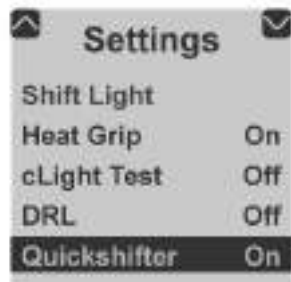 Settings
Shift Light
Heat Grip On
cLight Test Off
DRL Off
Quickshifter On